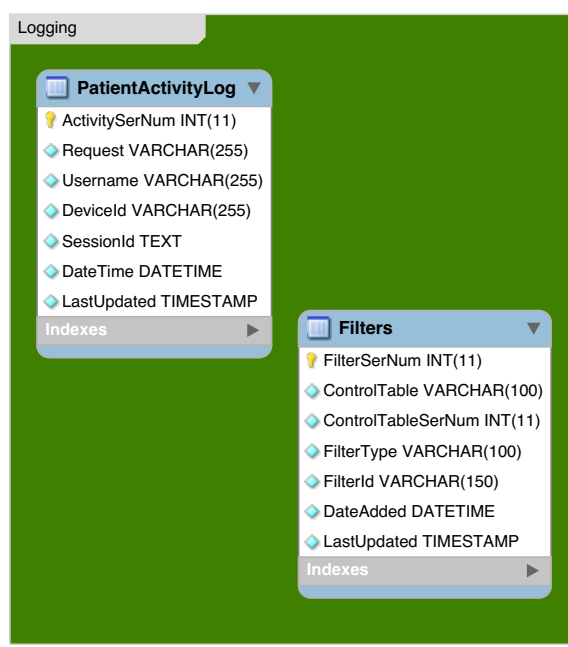 Logging
PatientActivityLog
ActivitySerNum INT(11)
Request VARCHAR(255)
Username VARCHAR(255)
DeviceId VARCHAR(255)
SessionId TEXT
DateTime DATETIME
LastUpdated TIMESTAMP
Indexes
Filters
FilterSerNum INT(11)
ControlTable VARCHAR(100)
ControlTableSerNum INT(11)
FilterType VARCHAR(100)
FilterId VARCHAR(150)
DateAdded DATETIME
LastUpdated TIMESTAMP
Indexes